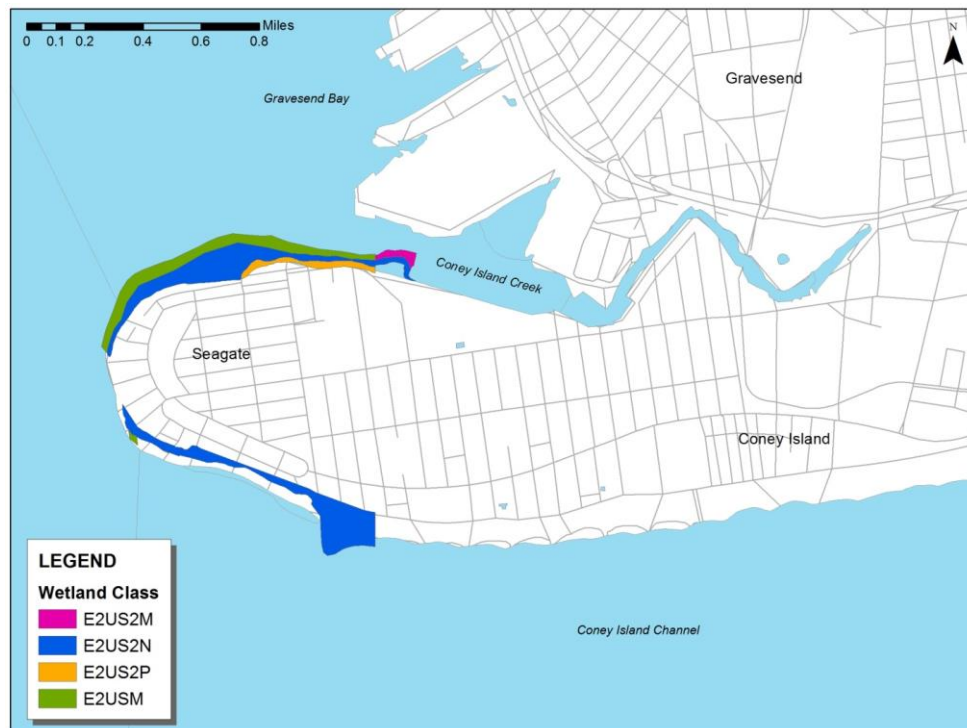 Miles
0 0.1 0.2 0.4 0.6 0.8
N
Gravesend
Gravesend Bay
Coney Island Creek
Seagate
Coney Island
LEGEND
Wetland Class
E2US2M
E2US2N
E2US2P
E2USM
Coney Island Channel